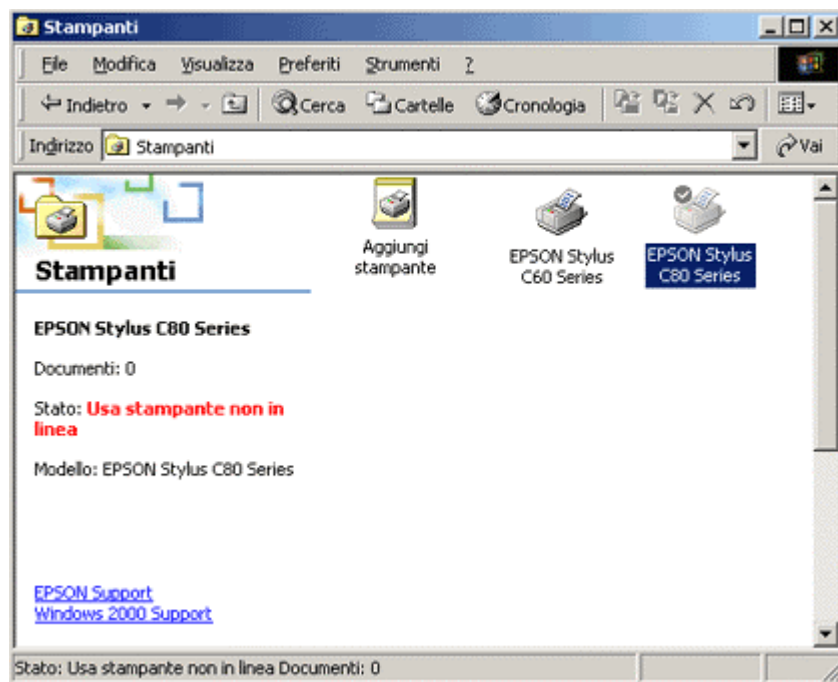 Stampanti
File Modifica Visualizza Preferiti Strumenti ?
Indietro Cerca Cartelle Cronologia
Indirizzo Stampanti Vai
Stampanti
Aggiungi
stampante
EPSON Stylus
C60 Series
EPSON Stylus
C80 Series
EPSON Stylus C80 Series
Documenti: 0
Stato: Usa stampante non in
linea
Modello: EPSON Stylus C80 Series
EPSON Support
Windows 2000 Support
Stato: Usa stampante non in linea Documenti: 0